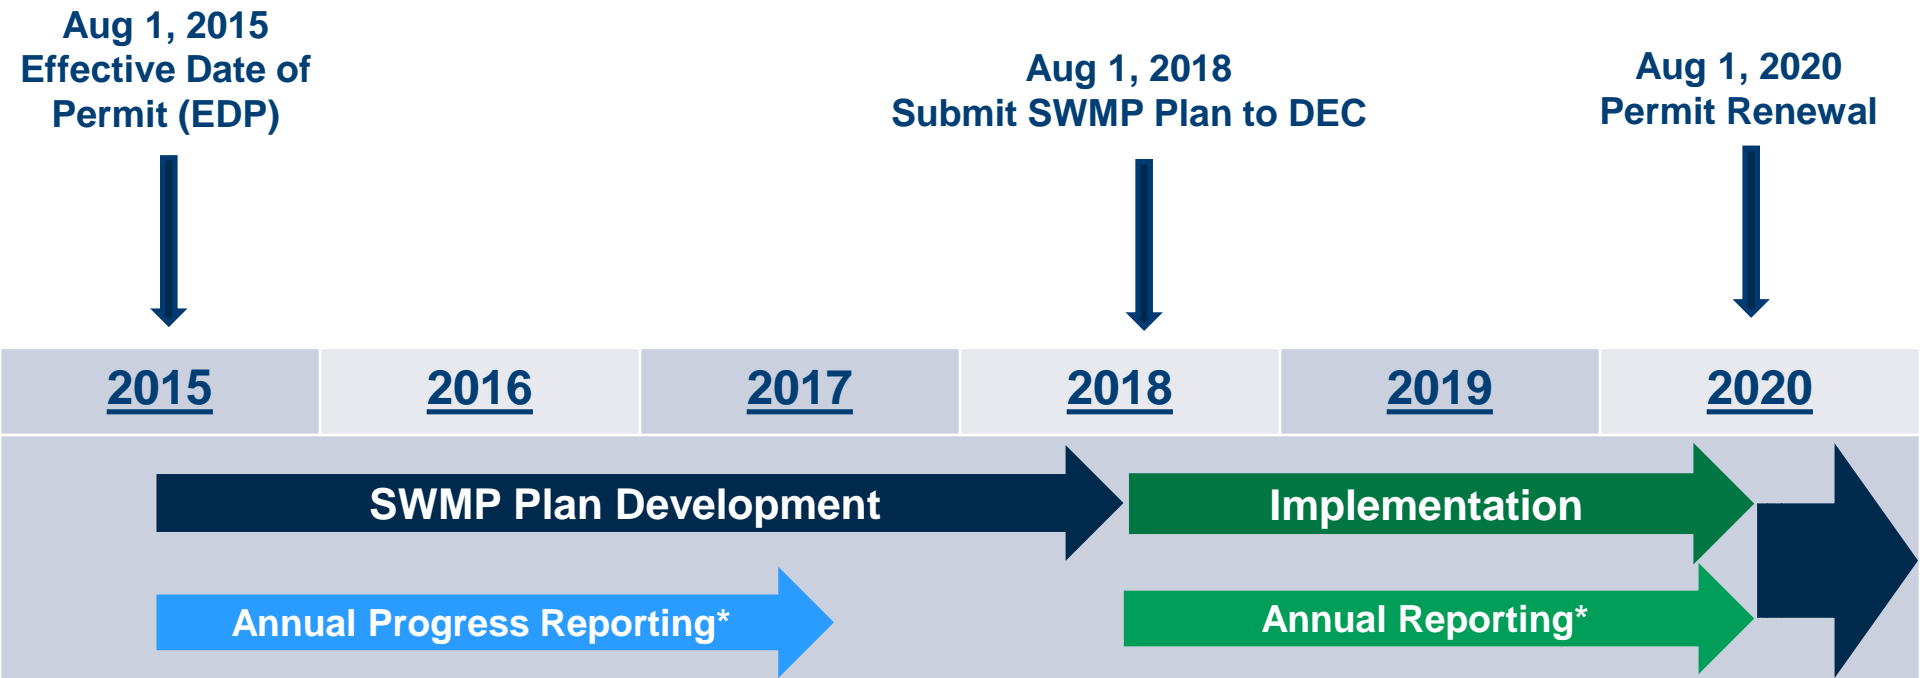 Aug 1, 2015
Effective Date of
Permit (EDP)
Aug 1, 2018
Submit SWMP Plan to DEC
Aug 1, 2020
Permit Renewal
2015
2016
2017
2018
2019
2020
SWMP Plan Development
Implementation
Annual Progress Reporting*
Annual Reporting*